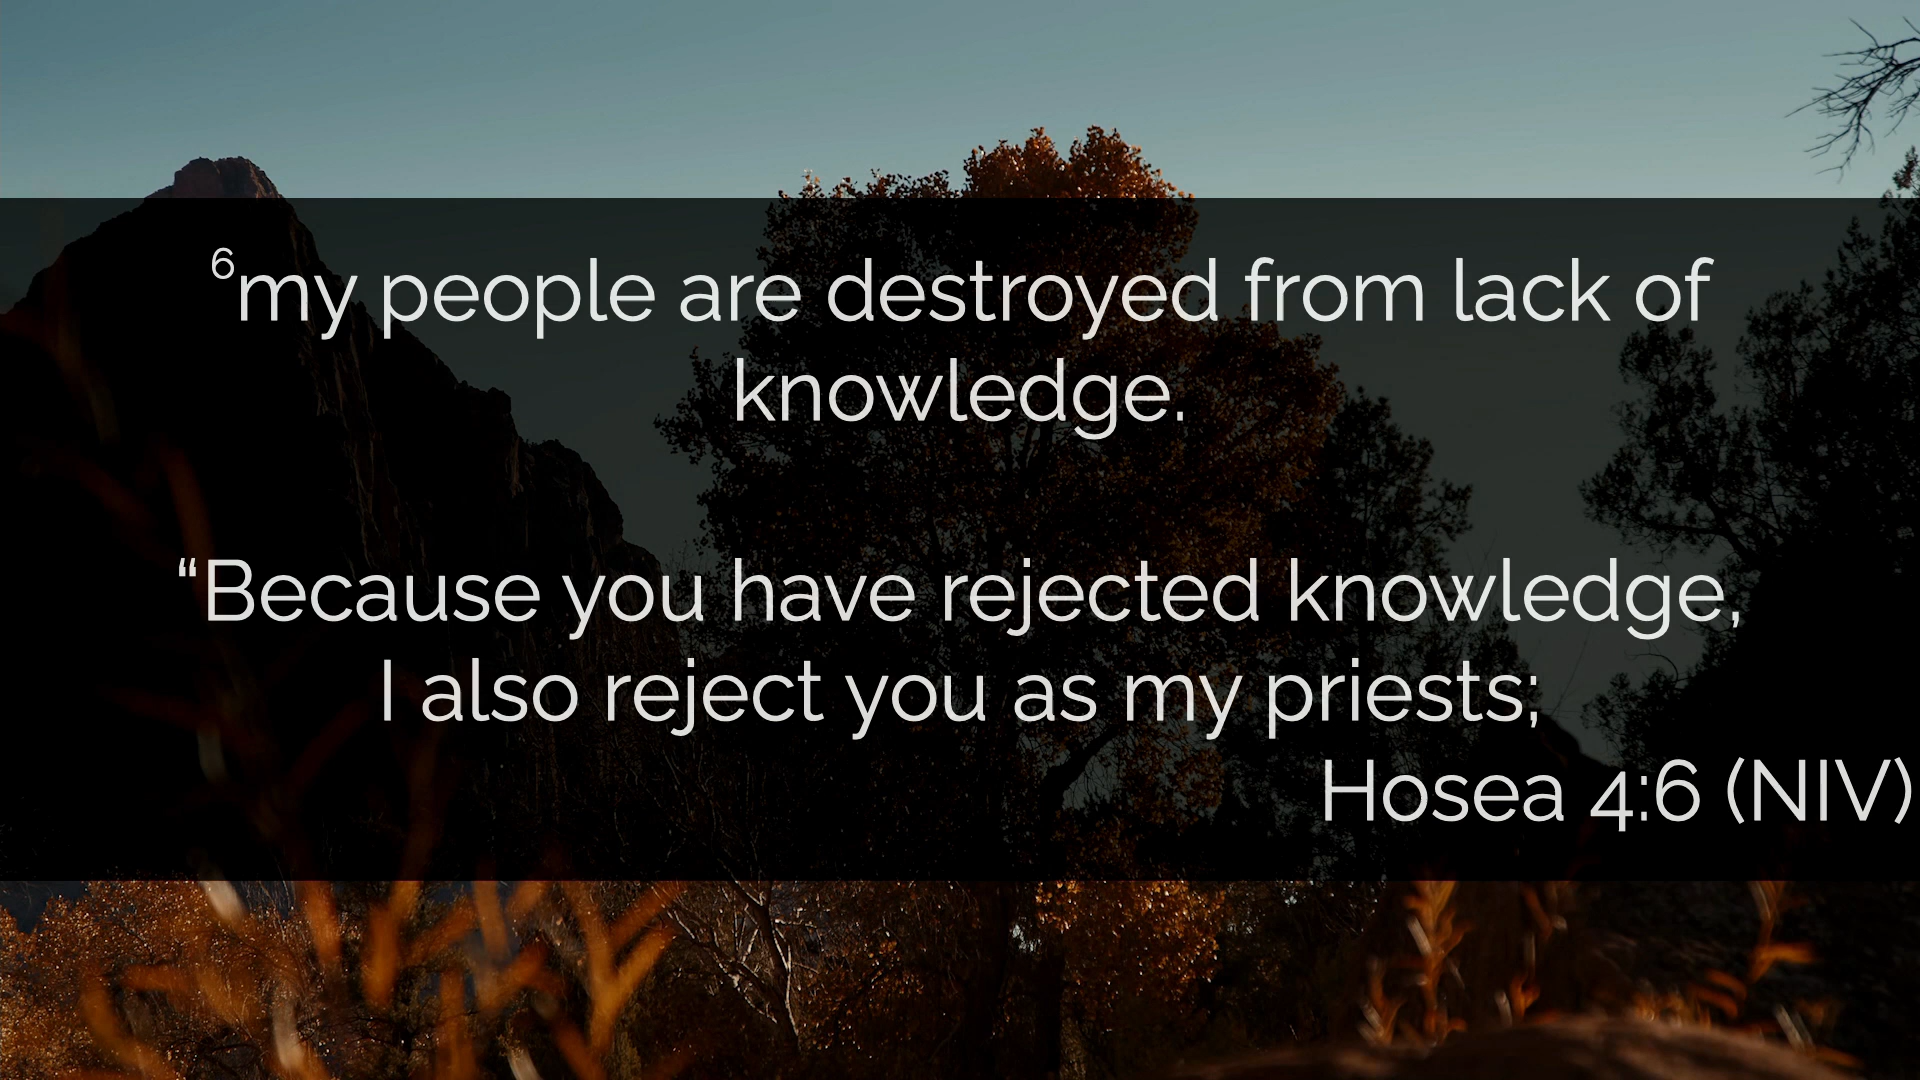 ⁶my people are destroyed from lack of
knowledge.
“Because you have rejected knowledge,
I also reject you as my priests;
Hosea 4:6 (NIV)